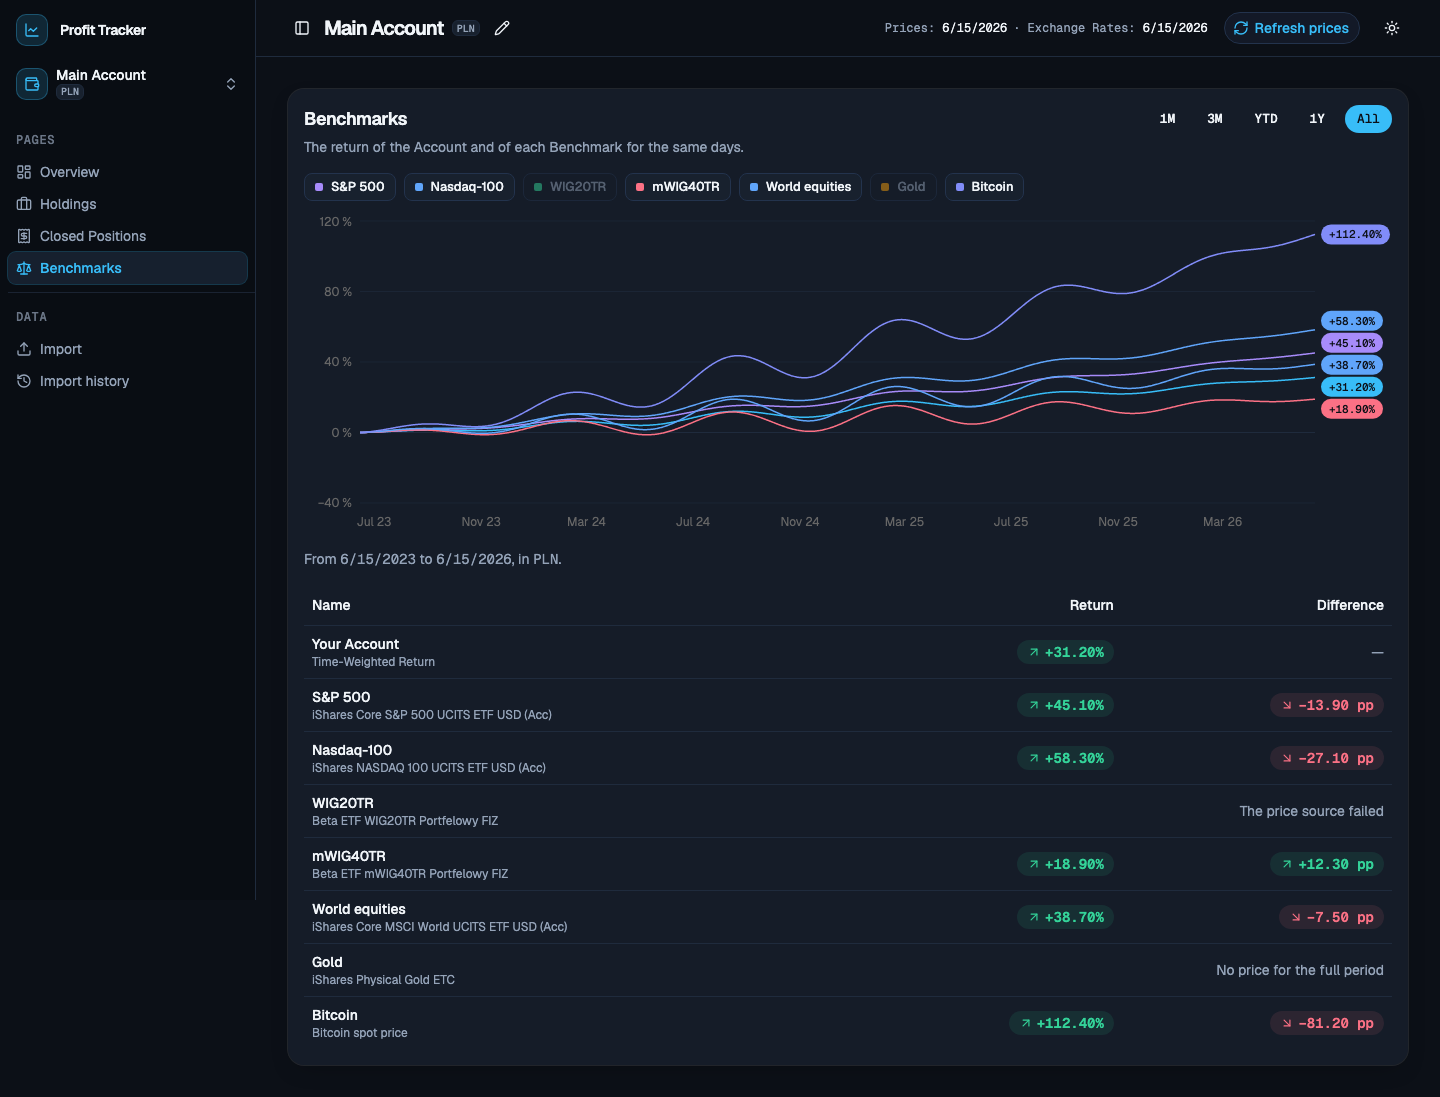 Profit Tracker
Main Account
PLN
PAGES
Overview
Holdings
Closed Positions
Benchmarks
DATA
Import
Import history
Main Account PLN
Prices: 6/15/2026 · Exchange Rates: 6/15/2026
Refresh prices
Benchmarks
1M 3M YTD 1Y All
The return of the Account and of each Benchmark for the same days.
S&P 500 Nasdaq-100 WIG20TR mWIG40TR World equities Gold Bitcoin
120 %
80 %
40 %
0 %
−40 %
+112.40%
+58.30%
+45.10%
+38.70%
+31.20%
+18.90%
Jul 23 Nov 23 Mar 24 Jul 24 Nov 24 Mar 25 Jul 25 Nov 25 Mar 26
From 6/15/2023 to 6/15/2026, in PLN.
Name Return Difference
Your Account
Time-Weighted Return
+31.20% —
S&P 500
iShares Core S&P 500 UCITS ETF USD (Acc)
+45.10% −13.90 pp
Nasdaq-100
iShares NASDAQ 100 UCITS ETF USD (Acc)
+58.30% −27.10 pp
WIG20TR
Beta ETF WIG20TR Portfelowy FIZ
The price source failed
mWIG40TR
Beta ETF mWIG40TR Portfelowy FIZ
+18.90% +12.30 pp
World equities
iShares Core MSCI World UCITS ETF USD (Acc)
+38.70% −7.50 pp
Gold
iShares Physical Gold ETC
No price for the full period
Bitcoin
Bitcoin spot price
+112.40% −81.20 pp